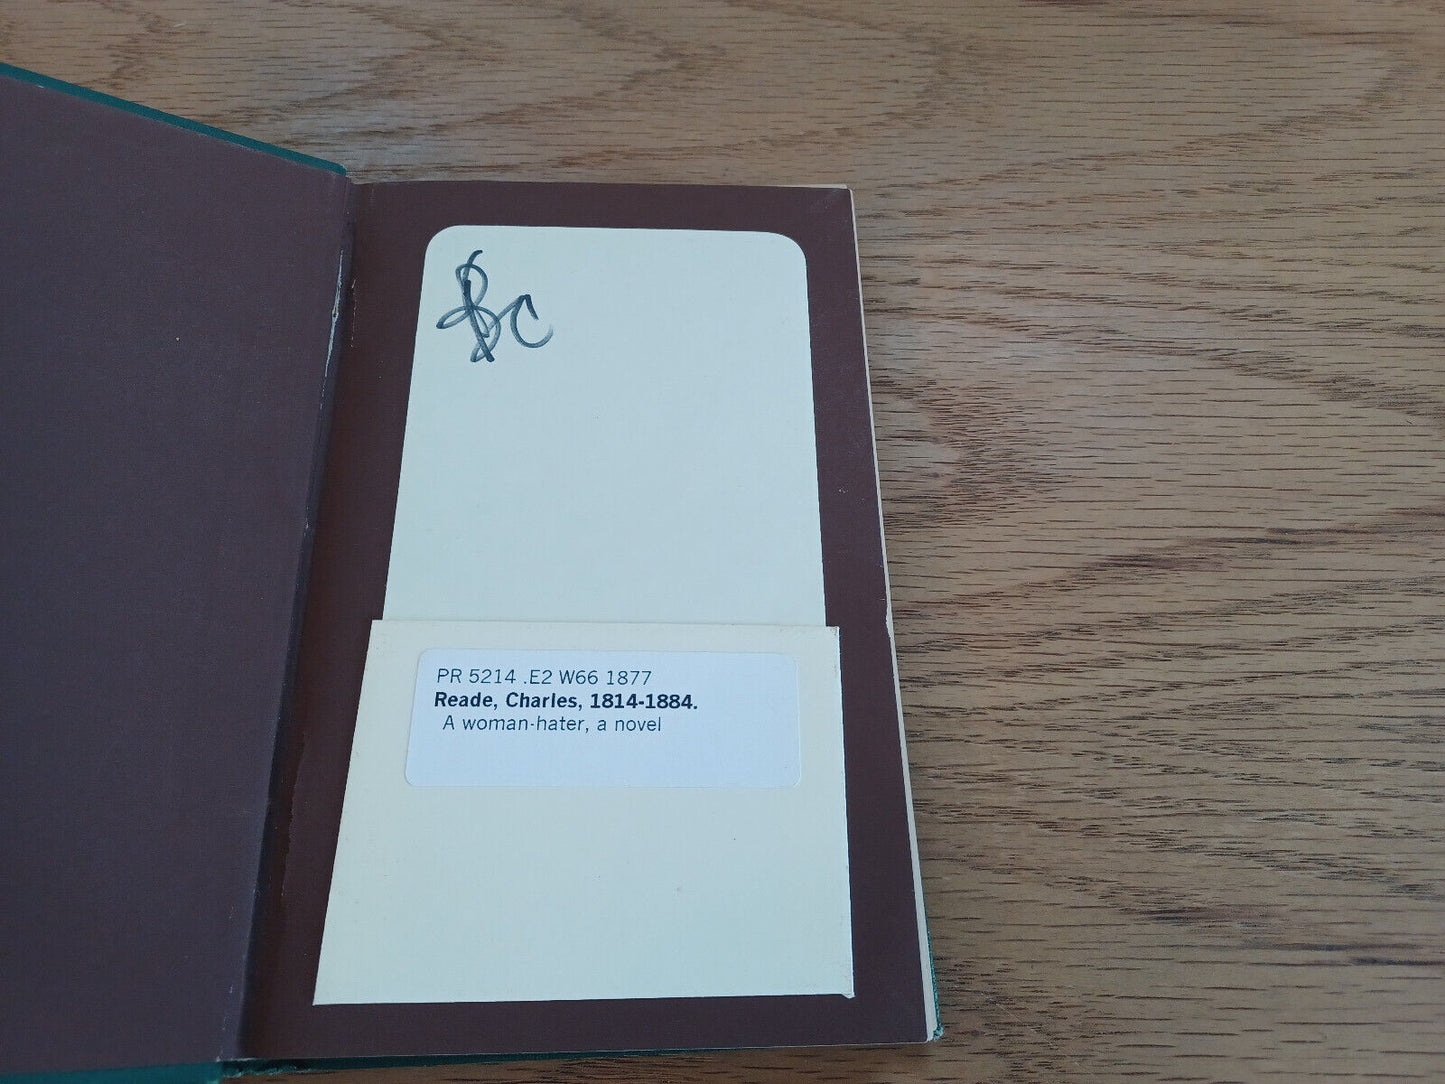 PR 5214 .E2 W66 1877
Reade, Charles, 1814-1884.
A woman-hater, a novel